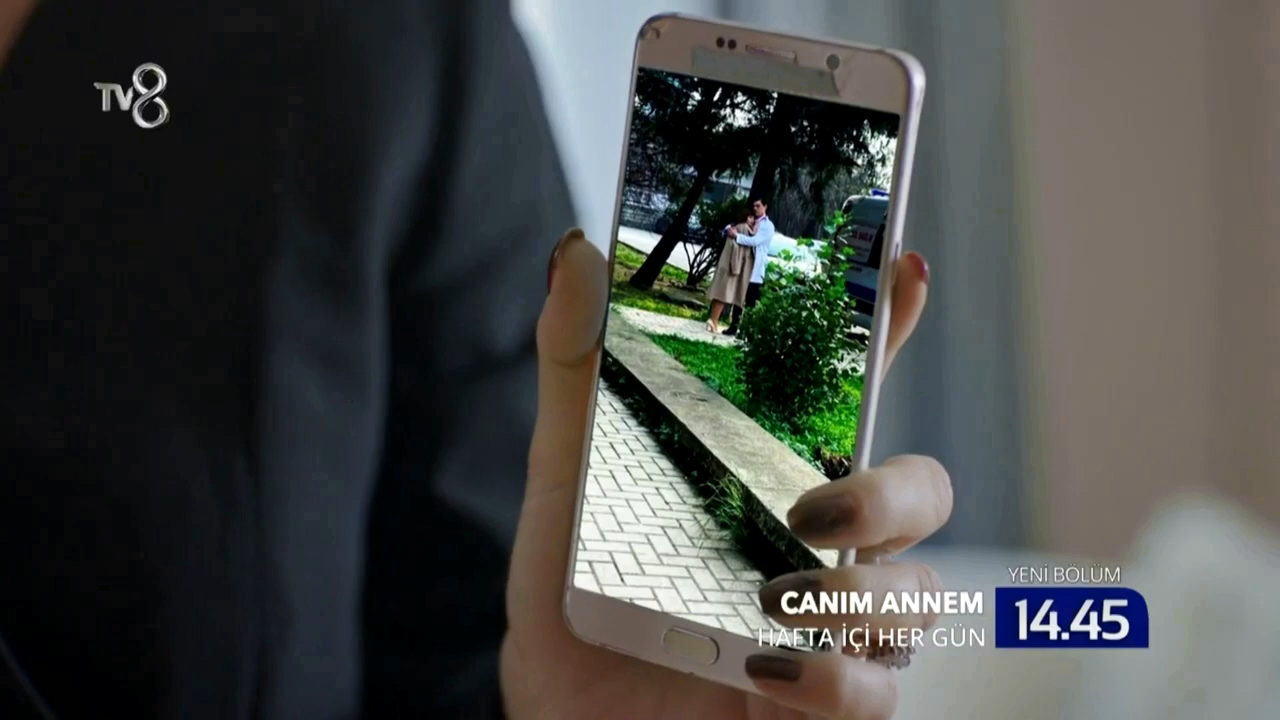 TV8
YENİ BÖLÜM
CANIM ANNEM
14.45
HAFTA İÇİ HER GÜN